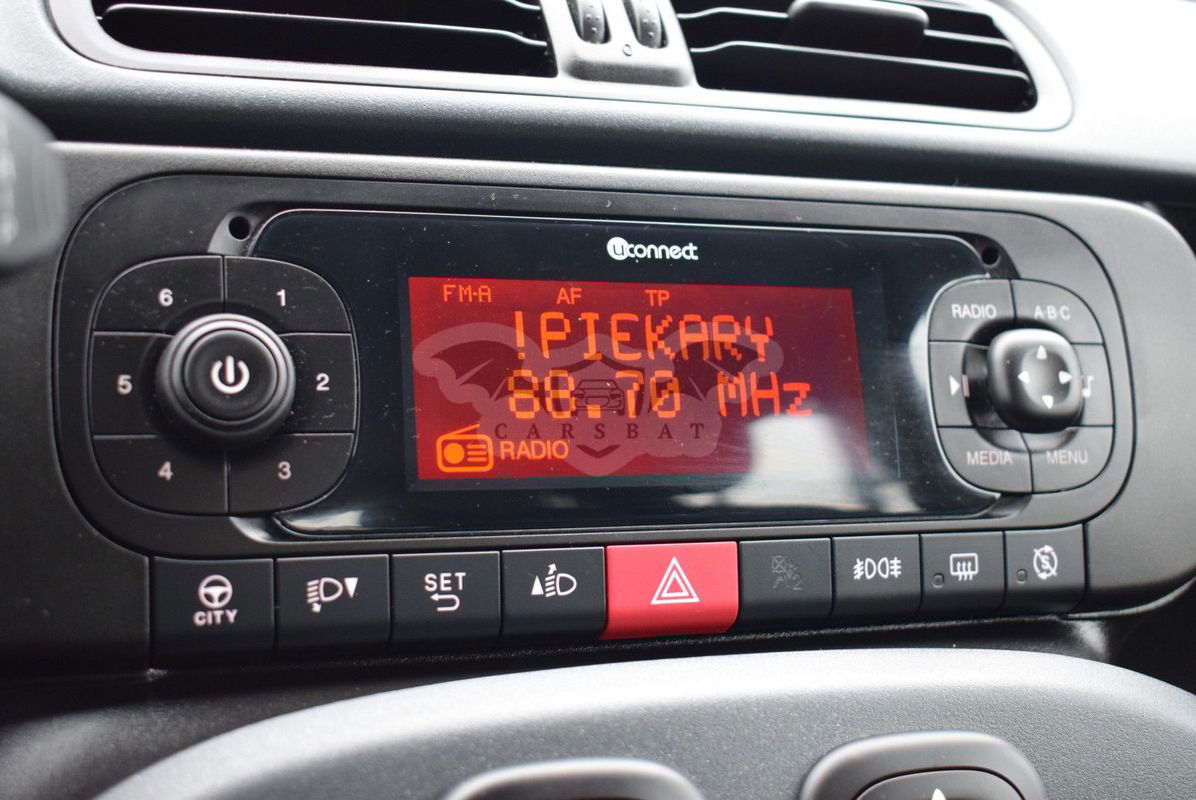 uconnect
FM-A AF TP
!PIEKARY
88.70 MHz
RADIO
CARSBAT
6 1
5 2
4 3
RADIO A·B·C
MEDIA MENU
CITY
SET